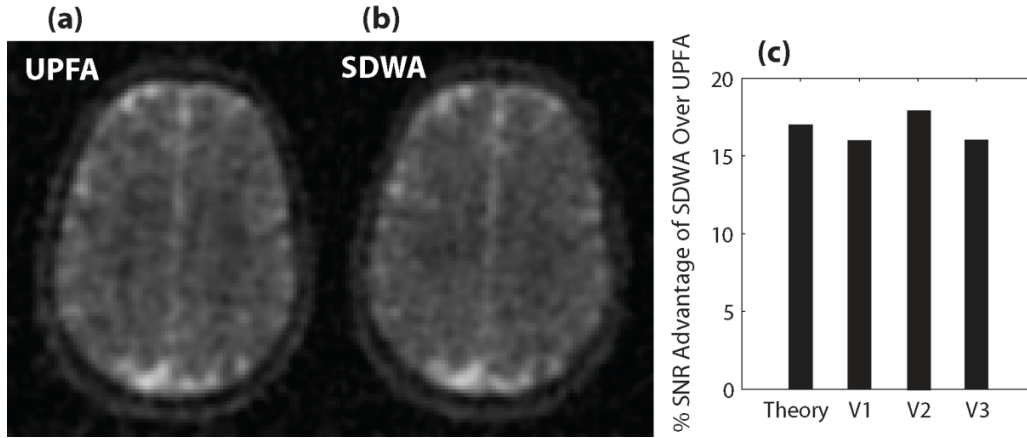 (a)
(b)
UPFA
SDWA
(c)
% SNR Advantage of SDWA Over UPFA
20
15
10
5
0
Theory V1 V2 V3